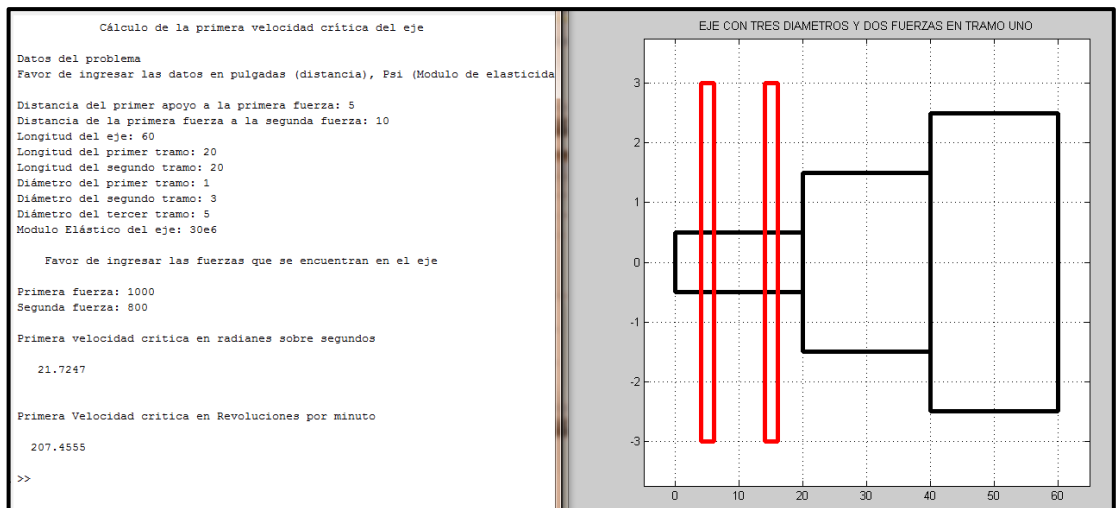 Cálculo de la primera velocidad crítica del eje
Datos del problema
Favor de ingresar las datos en pulgadas (distancia), Psi (Modulo de elasticida
Distancia del primer apoyo a la primera fuerza: 5
Distancia de la primera fuerza a la segunda fuerza: 10
Longitud del eje: 60
Longitud del primer tramo: 20
Longitud del segundo tramo: 20
Diámetro del primer tramo: 1
Diámetro del segundo tramo: 3
Diámetro del tercer tramo: 5
Modulo Elástico del eje: 30e6
Favor de ingresar las fuerzas que se encuentran en el eje
Primera fuerza: 1000
Segunda fuerza: 800
Primera velocidad critica en radianes sobre segundos
21.7247
Primera Velocidad critica en Revoluciones por minuto
207.4555
>>
EJE CON TRES DIAMETROS Y DOS FUERZAS EN TRAMO UNO
3
2
1
0
-1
-2
-3
0 10 20 30 40 50 60